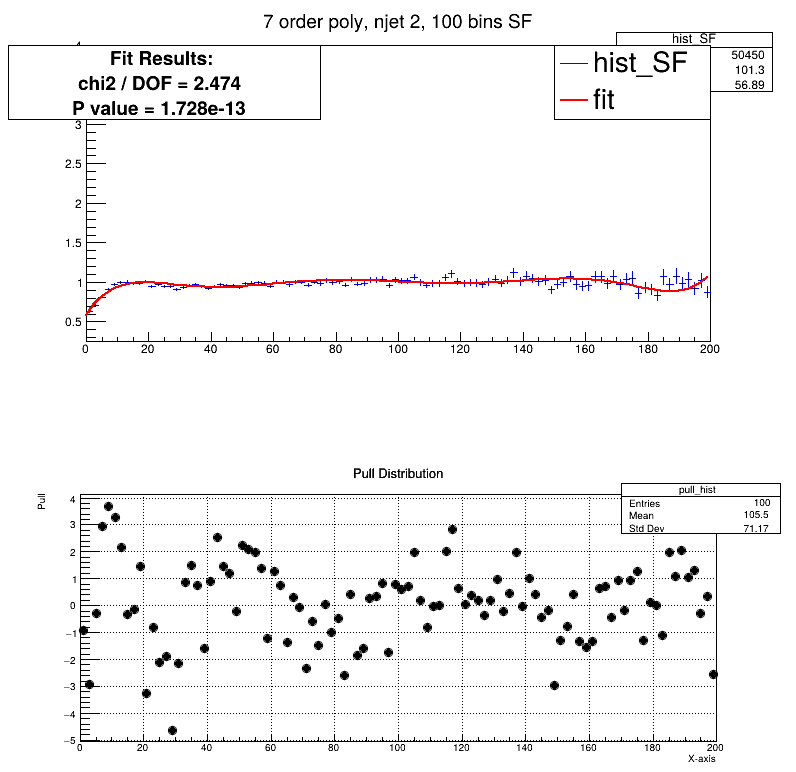 7 order poly, njet 2, 100 bins SF
hist_SF
50450
101.3
56.89
Fit Results:
chi2 / DOF = 2.474
P value = 1.728e-13
hist_SF
fit
3
2.5
2
1.5
1
0.5
0 20 40 60 80 100 120 140 160 180 200
Pull Distribution
Pull
pull_hist
Entries 100
Mean 105.5
Std Dev 71.17
4
3
2
1
0
−1
−2
−3
−4
−5
0 20 40 60 80 100 120 140 160 180 200
X-axis